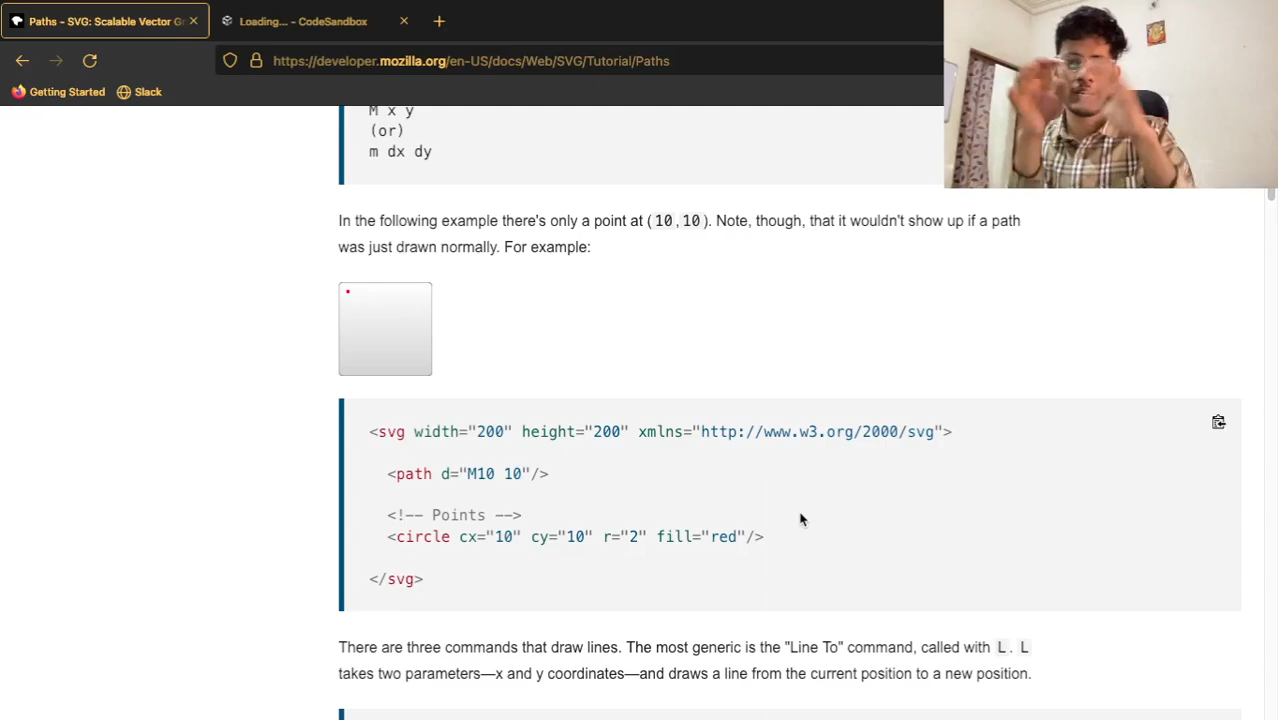 Paths - SVG: Scalable Vector Gr
Loading... - CodeSandbox
https://developer.mozilla.org/en-US/docs/Web/SVG/Tutorial/Paths
Getting Started
Slack
M x y
(or)
m dx dy
In the following example there's only a point at (10,10). Note, though, that it wouldn't show up if a path
was just drawn normally. For example:
<svg width="200" height="200" xmlns="http://www.w3.org/2000/svg">
<path d="M10 10"/>
<!-- Points -->
<circle cx="10" cy="10" r="2" fill="red"/>
</svg>
There are three commands that draw lines. The most generic is the "Line To" command, called with L. L
takes two parameters—x and y coordinates—and draws a line from the current position to a new position.